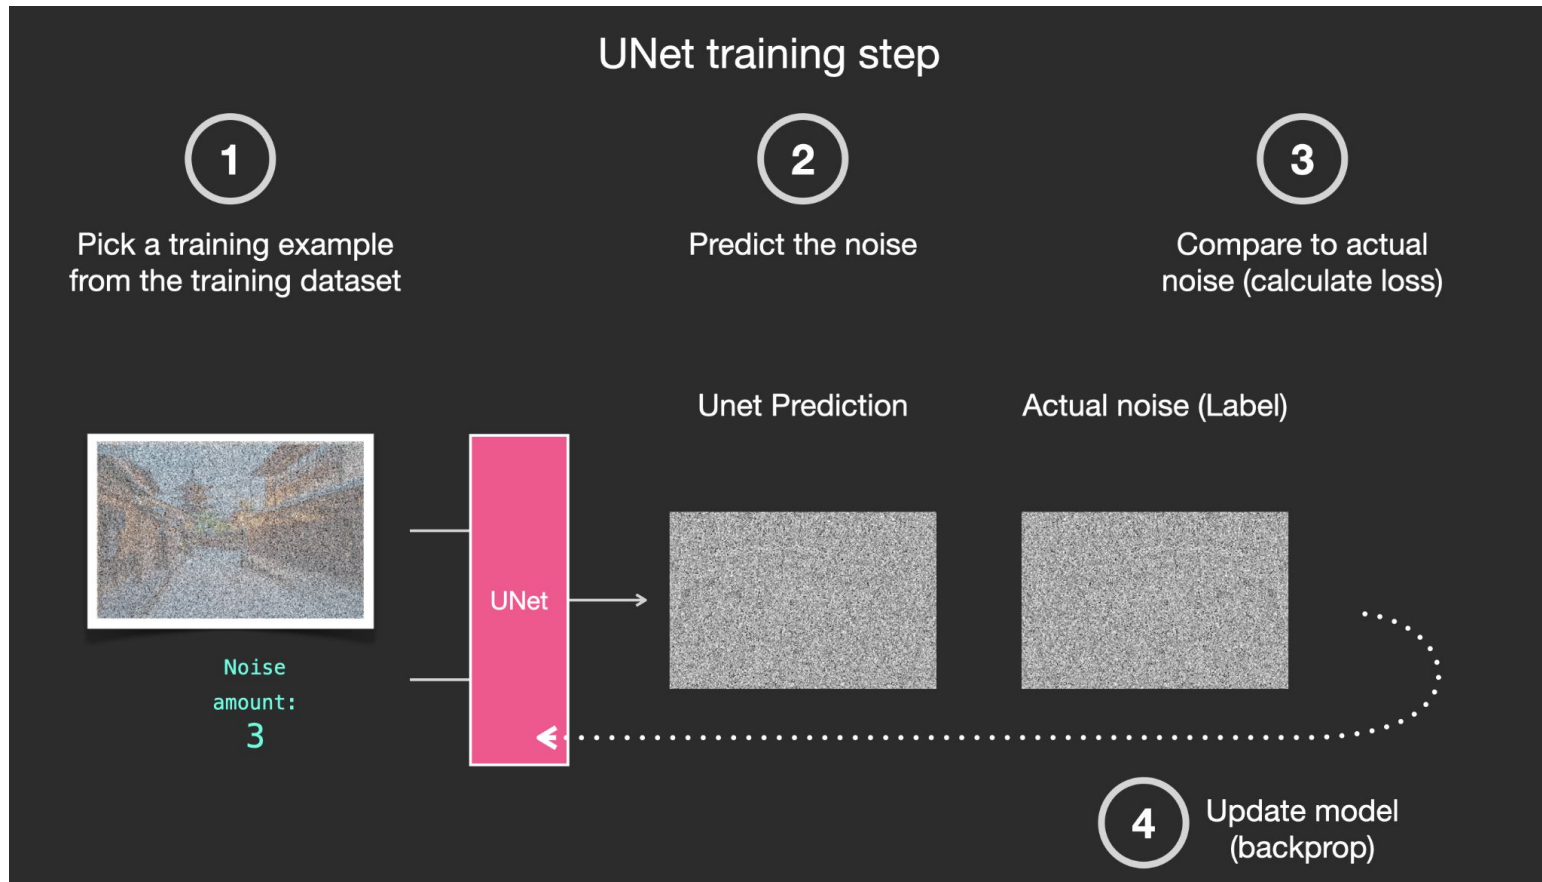 UNet training step
1
Pick a training example
from the training dataset
2
Predict the noise
3
Compare to actual
noise (calculate loss)
Unet Prediction
Actual noise (Label)
UNet
Noise
amount:
3
4
Update model
(backprop)